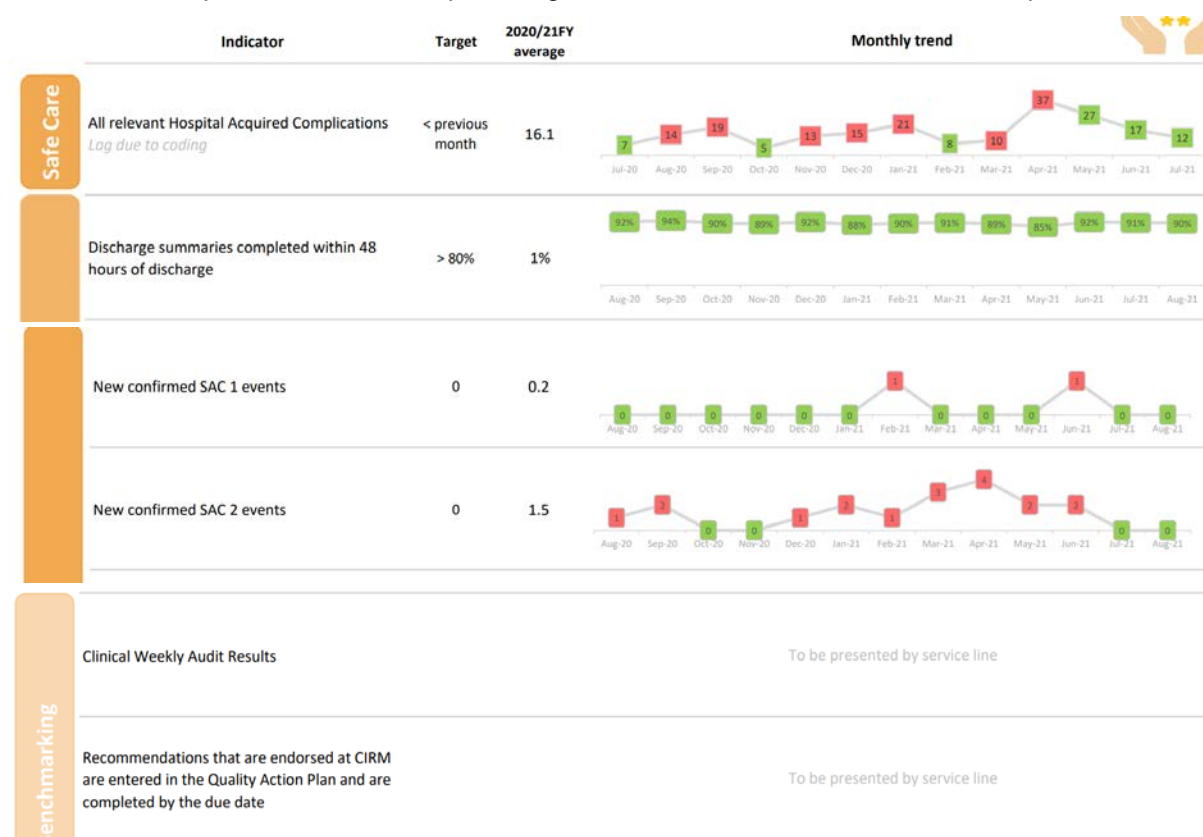 Indicator Target 2020/21FY average Monthly trend
Safe Care
All relevant Hospital Acquired Complications
Lag due to coding
< previous month
16.1
7 14 19 5 13 15 21 8 10 37 27 17 12
Jul-20 Aug-20 Sep-20 Oct-20 Nov-20 Dec-20 Jan-21 Feb-21 Mar-21 Apr-21 May-21 Jun-21 Jul-21
Discharge summaries completed within 48
hours of discharge
> 80%
1%
92% 94% 90% 89% 92% 88% 90% 91% 89% 85% 92% 91% 90%
Aug-20 Sep-20 Oct-20 Nov-20 Dec-20 Jan-21 Feb-21 Mar-21 Apr-21 May-21 Jun-21 Jul-21 Aug-21
New confirmed SAC 1 events
0
0.2
0 0 0 0 0 0 1 0 0 0 1 0 0
Aug-20 Sep-20 Oct-20 Nov-20 Dec-20 Jan-21 Feb-21 Mar-21 Apr-21 May-21 Jun-21 Jul-21 Aug-21
New confirmed SAC 2 events
0
1.5
1 2 0 0 1 2 1 3 4 2 2 0 0
Aug-20 Sep-20 Oct-20 Nov-20 Dec-20 Jan-21 Feb-21 Mar-21 Apr-21 May-21 Jun-21 Jul-21 Aug-21
Clinical Weekly Audit Results
To be presented by service line
Recommendations that are endorsed at CIRM
are entered in the Quality Action Plan and are
completed by the due date
To be presented by service line